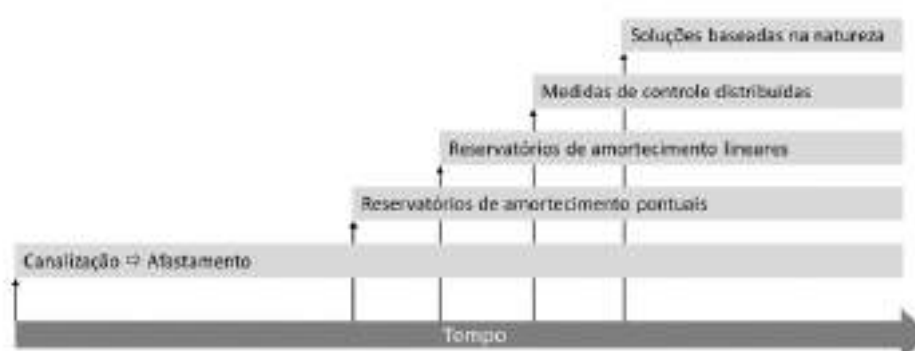 Soluções baseadas na natureza
Medidas de controle distribuídas
Reservatórios de amortecimento lineares
Reservatórios de amortecimento pontuais
Canalização ⇨ Afastamento
Tempo